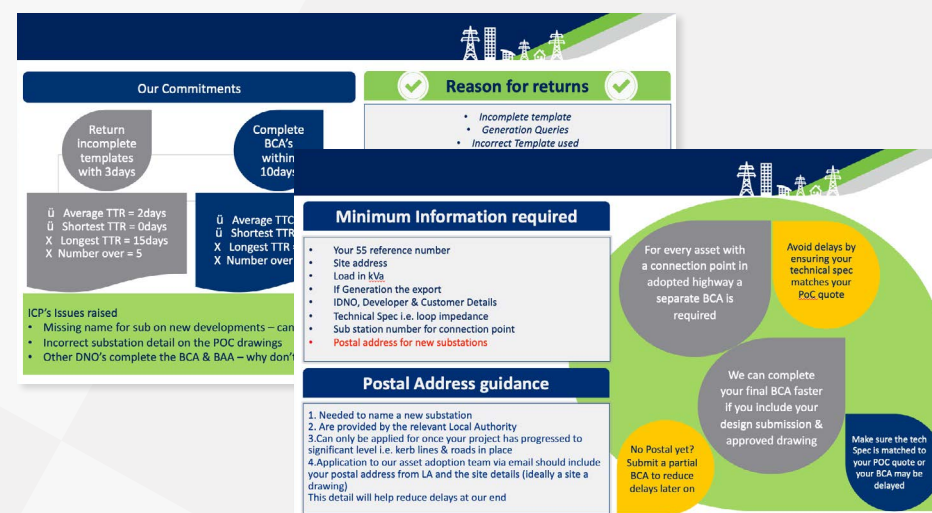 Our Commitments
Return
incomplete
templates
with 3days
Complete
BCA's
within
10days
ü Average TTR = 2days
ü Shortest TTR = 0days
X Longest TTR = 15days
X Number over = 5
ü Average TTC
ü Shortest TTR
X Longest TTR
X Number over
Reason for returns
• Incomplete template
• Generation Queries
• Incorrect Template used
ICP's Issues raised
• Missing name for sub on new developments –
• Incorrect substation detail on the POC drawings
• Other DNO's complete the BCA & BAA – why
Minimum Information required
• Your 55 reference number
• Site address
• Load in kVa
• If Generation the export
• IDNO, Developer & Customer Details
• Technical Spec i.e. loop impedance
• Sub station number for connection point
• Postal address for new substations
Postal Address guidance
1. Needed to name a new substation
2. Are provided by the relevant Local Authority
3.Can only be applied for once your project has progressed to
significant level i.e. kerb lines & roads in place
4.Application to our asset adoption team via email should include
your postal address from LA and the site details (ideally a site a
drawing)
This detail will help reduce delays at our end
For every asset with
a connection point in
adopted highway a
separate BCA is
required
Avoid delays by
ensuring your
technical spec
matches your
PoC quote
We can complete
your final BCA faster
if you include your
design submission &
approved drawing
No Postal yet?
Submit a partial
BCA to reduce
delays later on
Make sure the tech
Spec is matched to
your POC quote or
your BCA may be
delayed